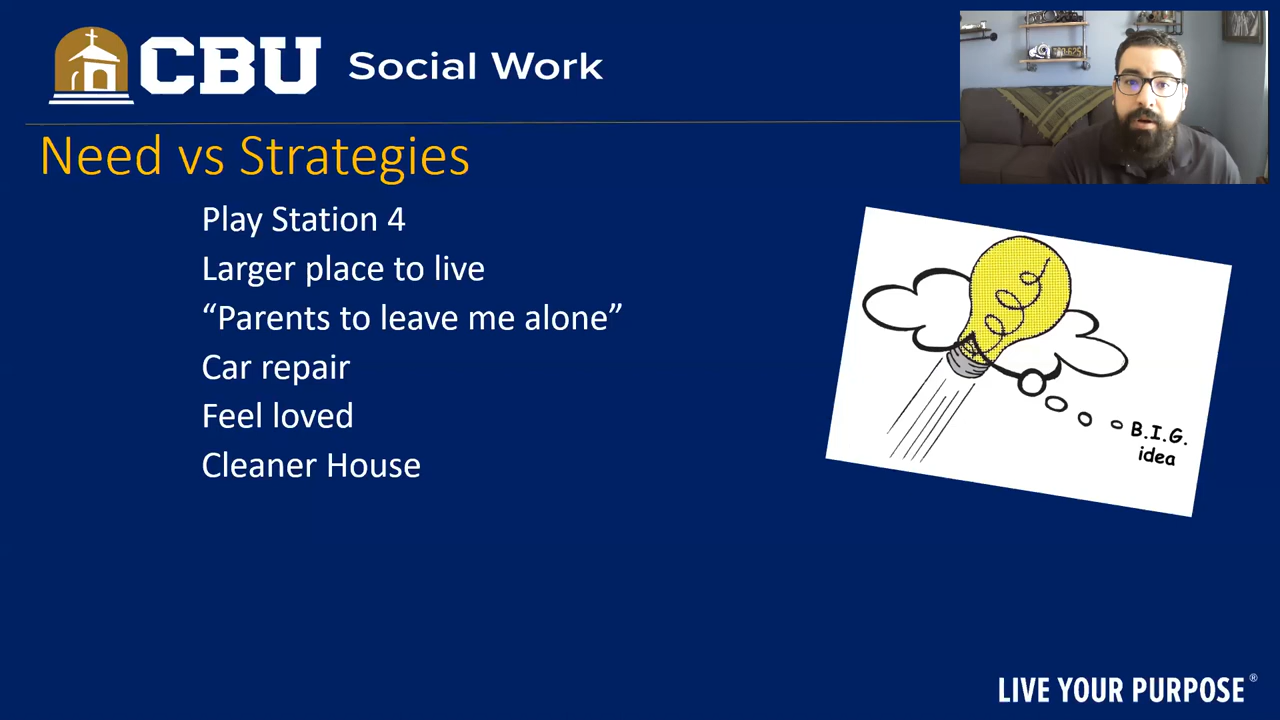 CBU Social Work
Need vs Strategies
Play Station 4
Larger place to live
“Parents to leave me alone”
Car repair
Feel loved
Cleaner House
B.I.G.
idea
LIVE YOUR PURPOSE®